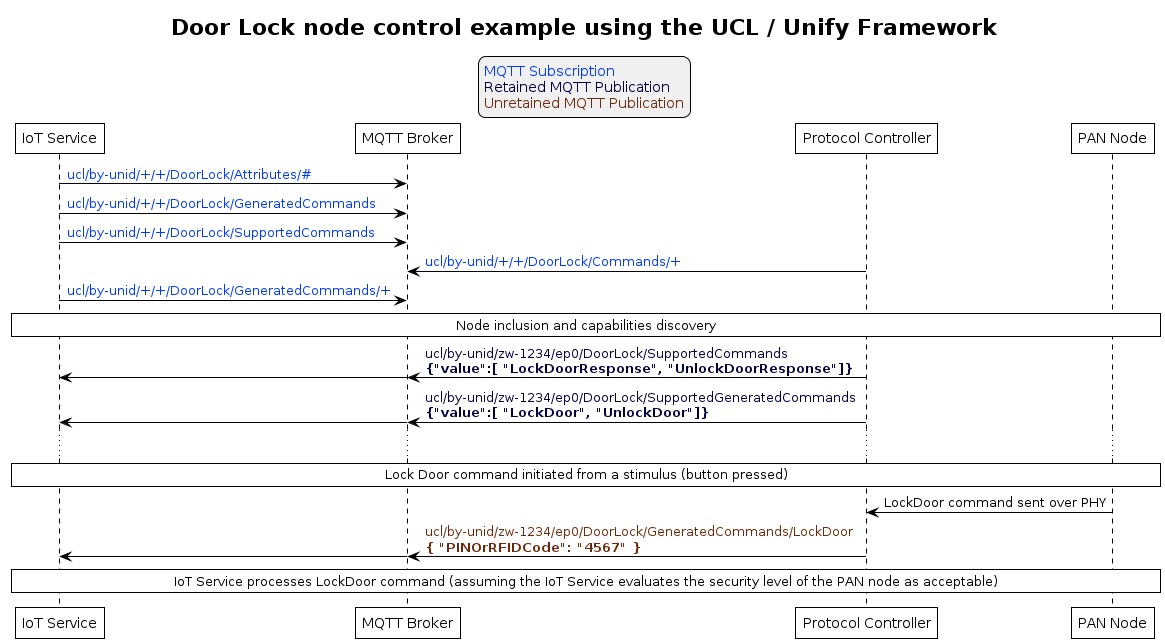 Door Lock node control example using the UCL / Unify Framework
MQTT Subscription
Retained MQTT Publication
Unretained MQTT Publication
IoT Service
MQTT Broker
Protocol Controller
PAN Node
ucl/by-unid/+/+/DoorLock/Attributes/#
ucl/by-unid/+/+/DoorLock/GeneratedCommands
ucl/by-unid/+/+/DoorLock/SupportedCommands
ucl/by-unid/+/+/DoorLock/Commands/+
ucl/by-unid/+/+/DoorLock/GeneratedCommands/+
Node inclusion and capabilities discovery
ucl/by-unid/zw-1234/ep0/DoorLock/SupportedCommands
{"value":[ "LockDoorResponse", "UnlockDoorResponse"]}
ucl/by-unid/zw-1234/ep0/DoorLock/SupportedGeneratedCommands
{"value":[ "LockDoor", "UnlockDoor"]}
Lock Door command initiated from a stimulus (button pressed)
LockDoor command sent over PHY
ucl/by-unid/zw-1234/ep0/DoorLock/GeneratedCommands/LockDoor
{ "PINOrRFIDCode": "4567" }
IoT Service processes LockDoor command (assuming the IoT Service evaluates the security level of the PAN node as acceptable)
IoT Service
MQTT Broker
Protocol Controller
PAN Node